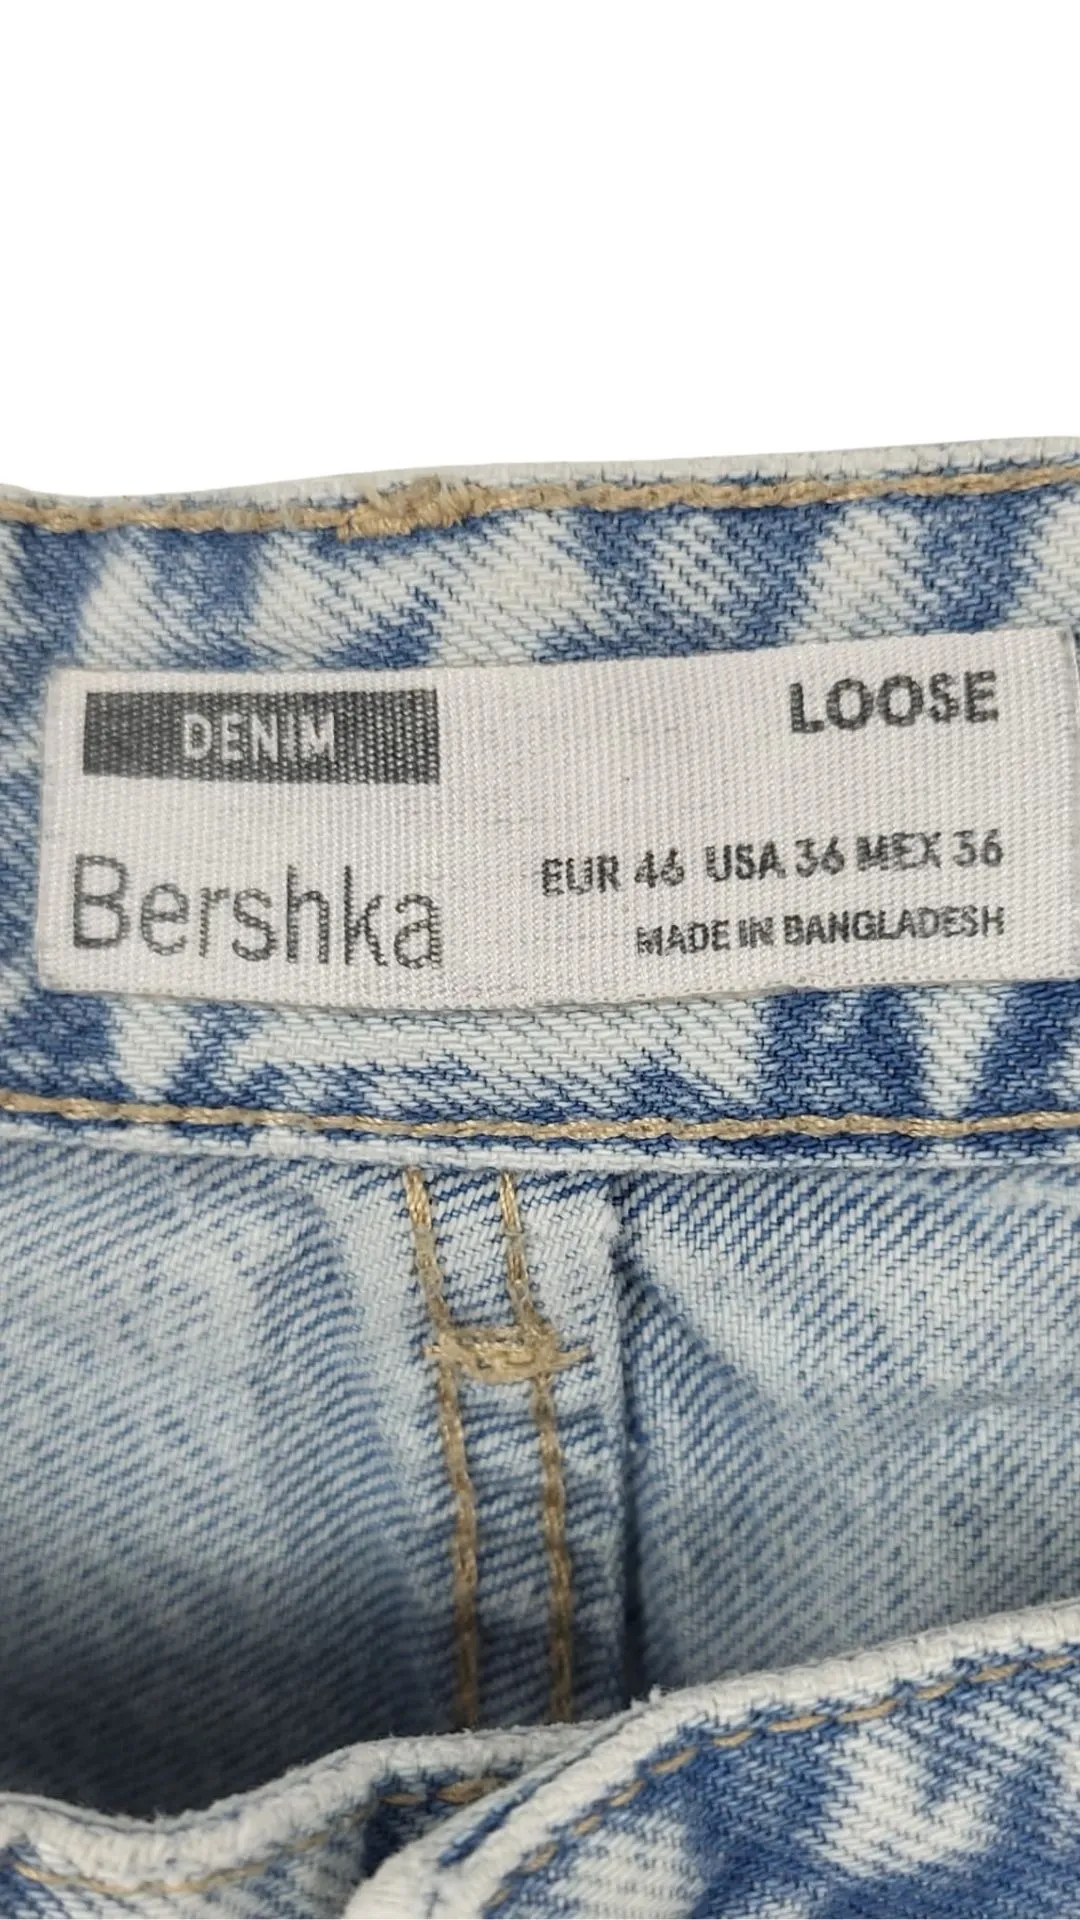 DENIM
LOOSE
Bershka
EUR 46 USA 36 MEX 36
MADE IN BANGLADESH